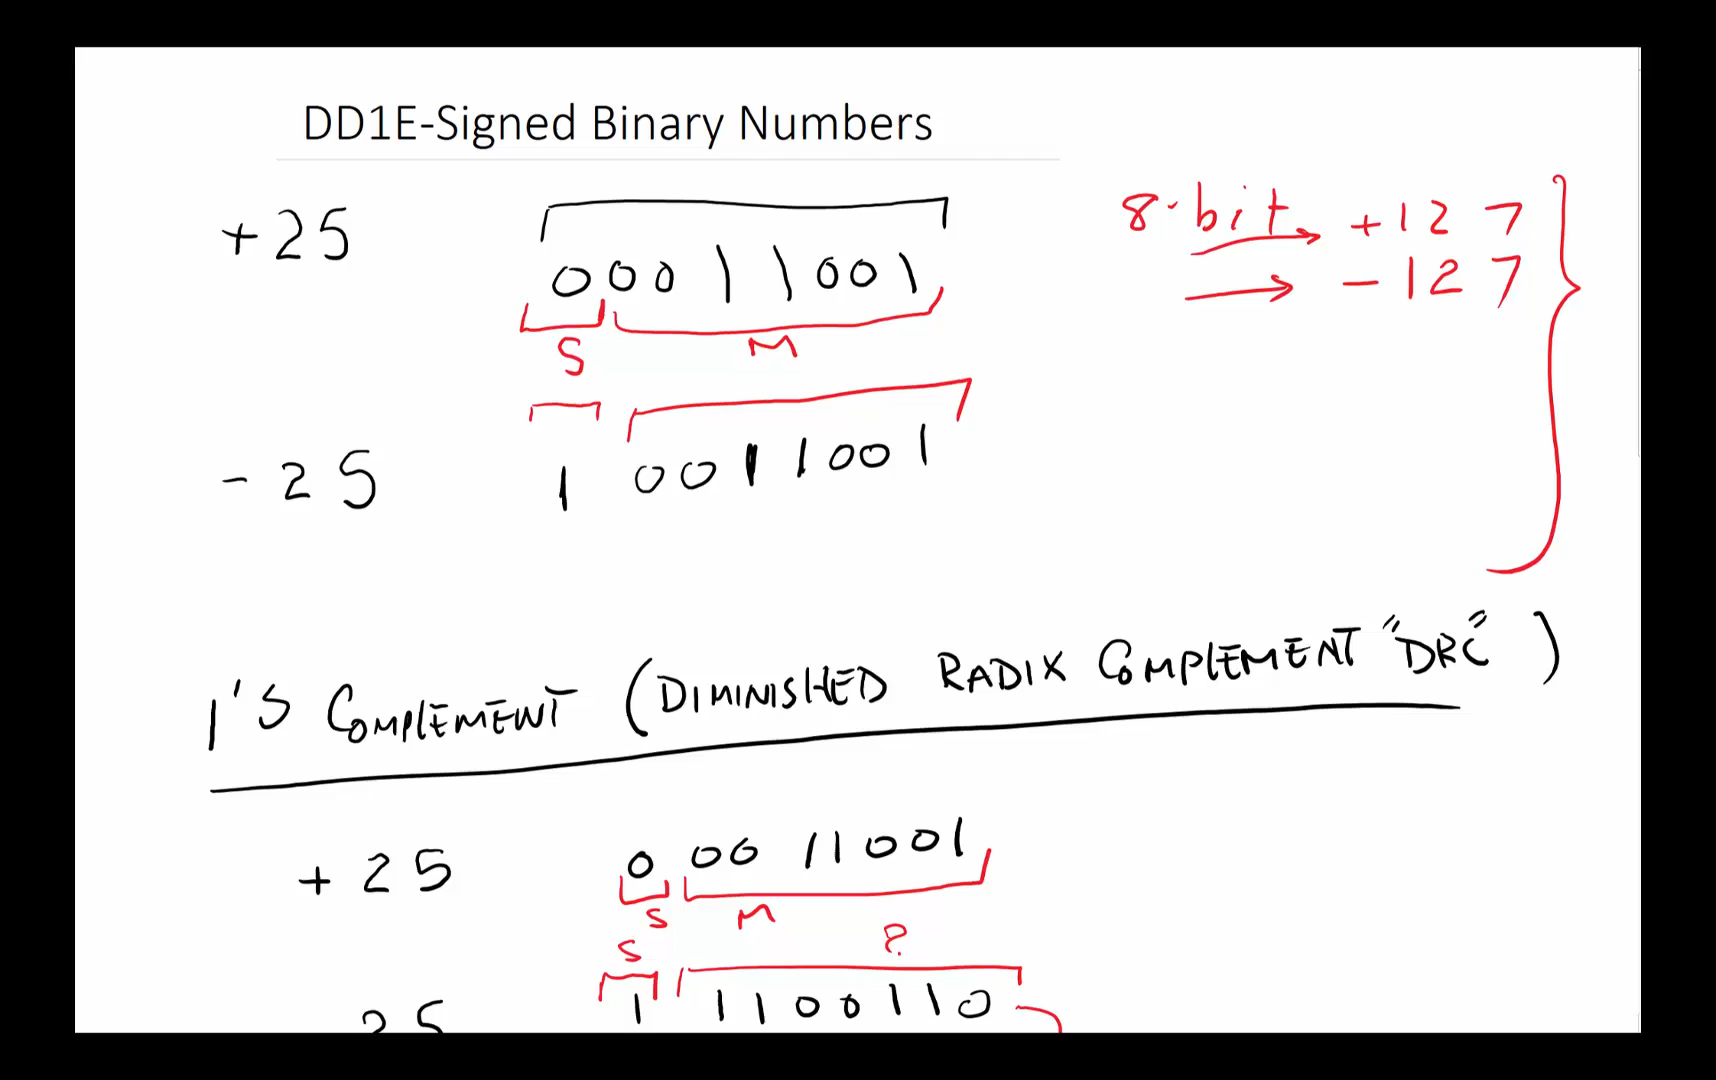 DD1E-Signed Binary Numbers
+25 00011001 8-bit → +127
S M → -127
-25 1 0011001
1'S COMPLEMENT (DIMINISHED RADIX COMPLEMENT "DRC")
+25 0 0011001
S M
S ?
25 1 1100110